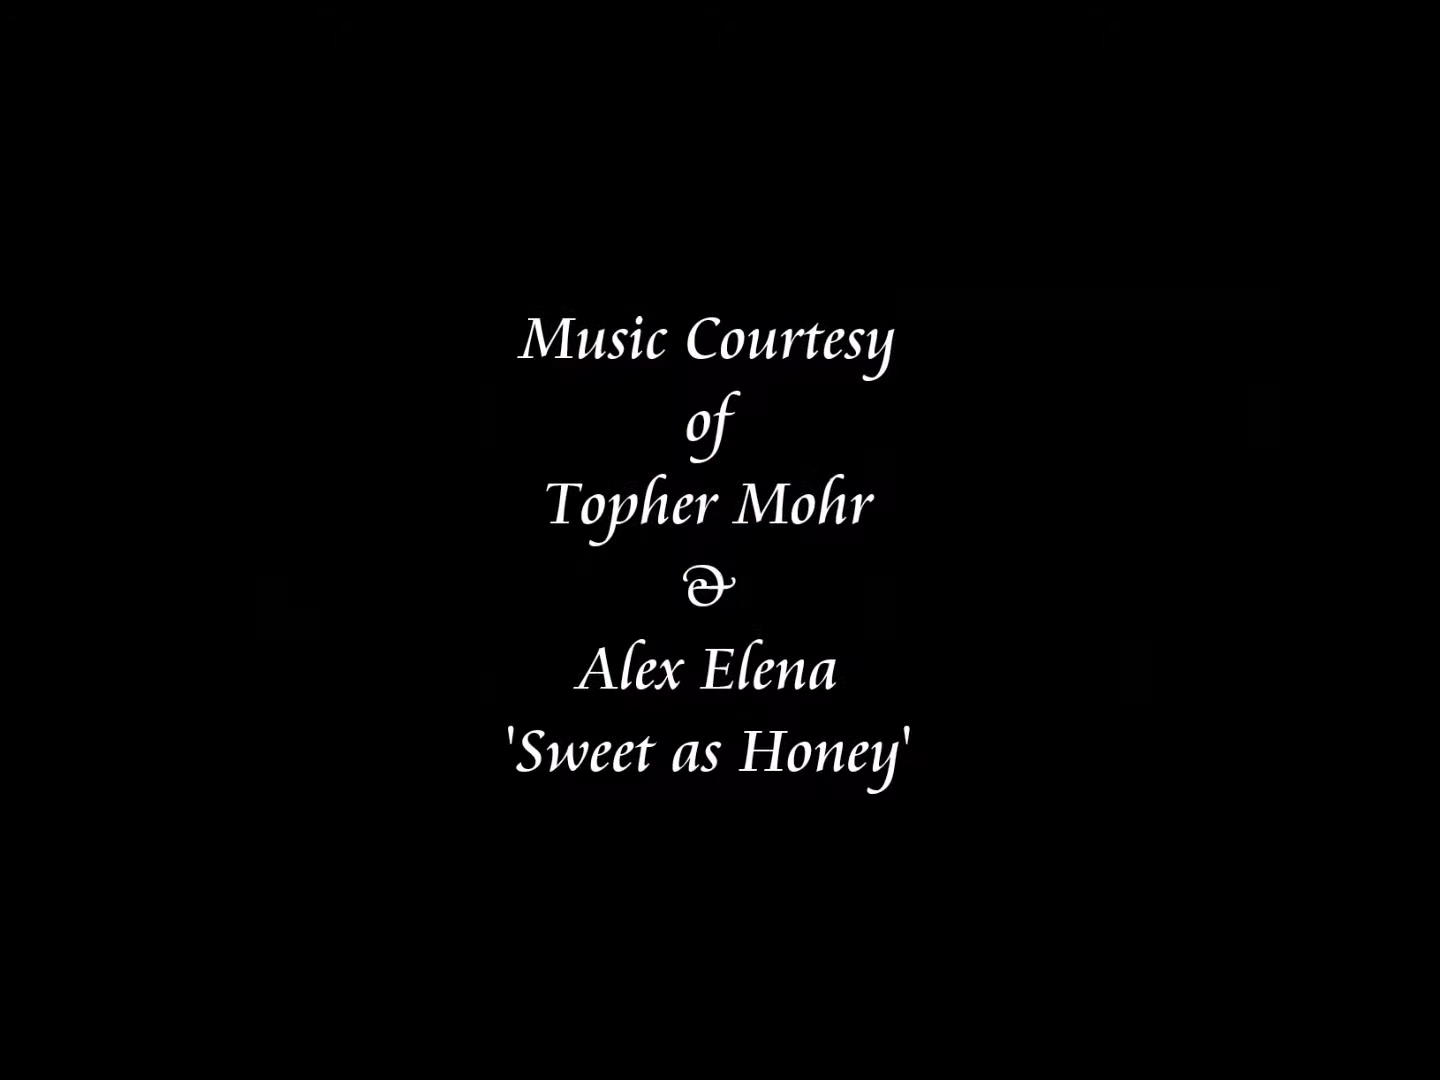 Music Courtesy
of
Topher Mohr
&
Alex Elena
'Sweet as Honey'